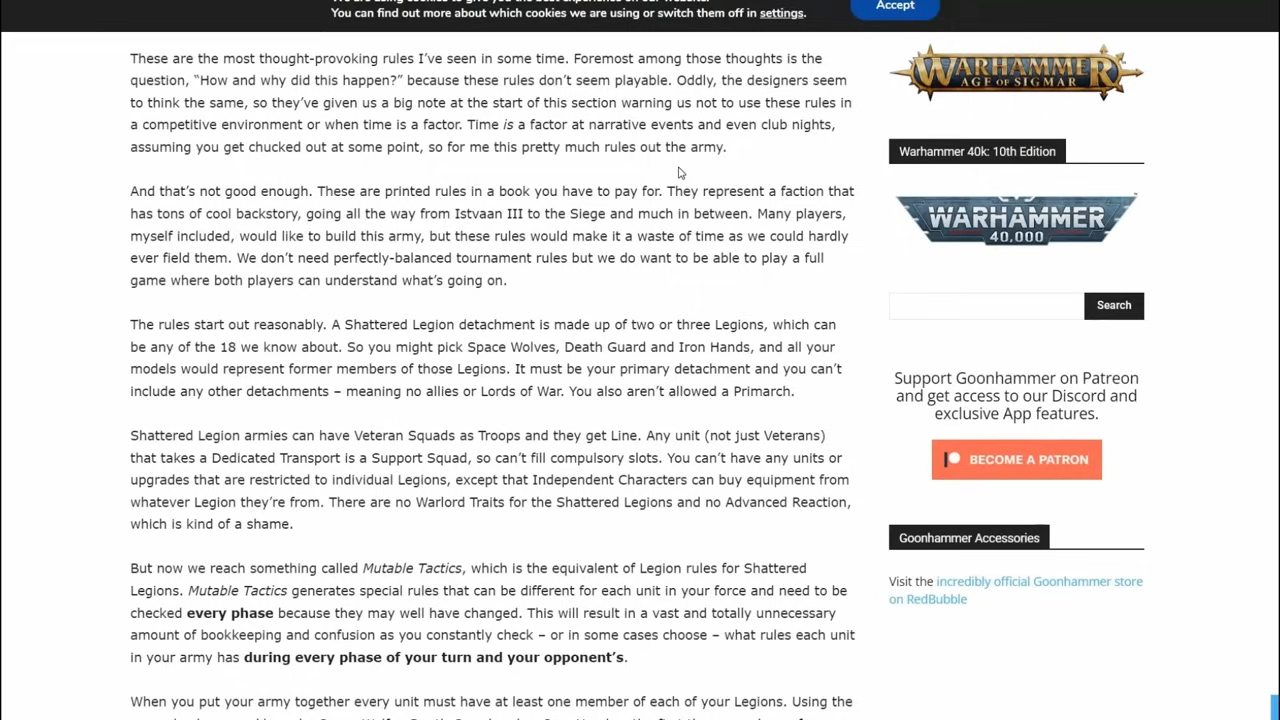 You can find out more about which cookies we are using or switch them off in settings.
Accept
These are the most thought-provoking rules I've seen in some time. Foremost among those thoughts is the
question, "How and why did this happen?" because these rules don't seem playable. Oddly, the designers seem
to think the same, so they've given us a big note at the start of this section warning us not to use these rules in
a competitive environment or when time is a factor. Time is a factor at narrative events and even club nights,
assuming you get chucked out at some point, so for me this pretty much rules out the army.
And that's not good enough. These are printed rules in a book you have to pay for. They represent a faction that
has tons of cool backstory, going all the way from Istvaan III to the Siege and much in between. Many players,
myself included, would like to build this army, but these rules would make it a waste of time as we could hardly
ever field them. We don't need perfectly-balanced tournament rules but we do want to be able to play a full
game where both players can understand what's going on.
The rules start out reasonably. A Shattered Legion detachment is made up of two or three Legions, which can
be any of the 18 we know about. So you might pick Space Wolves, Death Guard and Iron Hands, and all your
models would represent former members of those Legions. It must be your primary detachment and you can't
include any other detachments – meaning no allies or Lords of War. You also aren't allowed a Primarch.
Shattered Legion armies can have Veteran Squads as Troops and they get Line. Any unit (not just Veterans)
that takes a Dedicated Transport is a Support Squad, so can't fill compulsory slots. You can't have any units or
upgrades that are restricted to individual Legions, except that Independent Characters can buy equipment from
whatever Legion they're from. There are no Warlord Traits for the Shattered Legions and no Advanced Reaction,
which is kind of a shame.
But now we reach something called Mutable Tactics, which is the equivalent of Legion rules for Shattered
Legions. Mutable Tactics generates special rules that can be different for each unit in your force and need to be
checked every phase because they may well have changed. This will result in a vast and totally unnecessary
amount of bookkeeping and confusion as you constantly check – or in some cases choose – what rules each unit
in your army has during every phase of your turn and your opponent's.
When you put your army together every unit must have at least one member of each of your Legions. Using the
WARHAMMER
AGE OF SIGMAR
Warhammer 40k: 10th Edition
WARHAMMER
40,000
Search
Support Goonhammer on Patreon
and get access to our Discord and
exclusive App features.
BECOME A PATRON
Goonhammer Accessories
Visit the incredibly official Goonhammer store
on RedBubble